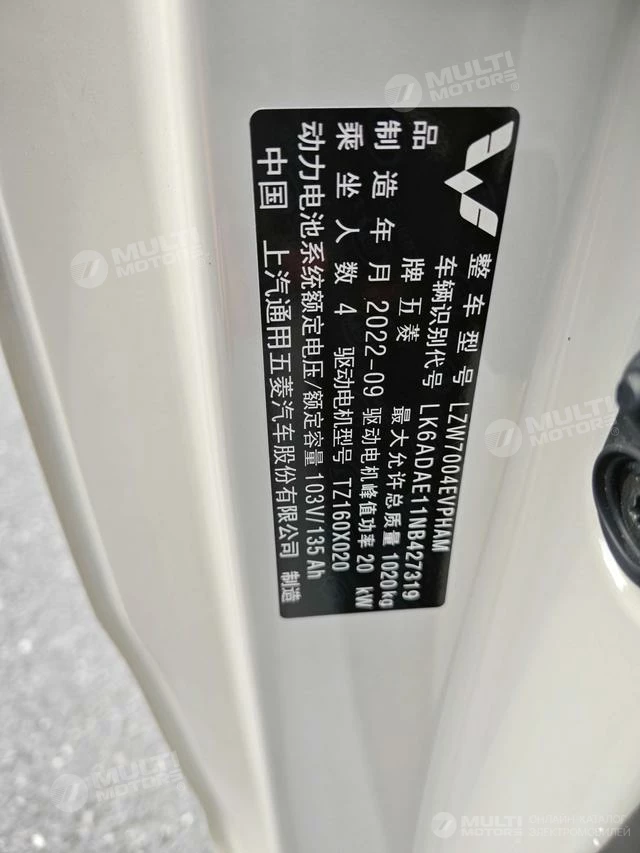 整车型号 LZW7004EVPHAM
车辆识别代号 LK6ADAE11NB427319
品 牌 五菱 最大允许总质量 1020kg
制造年月 2022-09 驱动电机峰值功率 20 kW
乘坐人数 4 驱动电机型号 TZ160X020
动力电池系统额定电压/额定容量 103V/135Ah
中国 上汽通用五菱汽车股份有限公司 制造
MULTI MOTORS®
MULTI MOTORS
MULTI MOTORS
MULTI MOTORS
MULTI MOTORS
ОНЛАЙН-КАТАЛОГ
ЭЛЕКТРОМОБИЛЕЙ